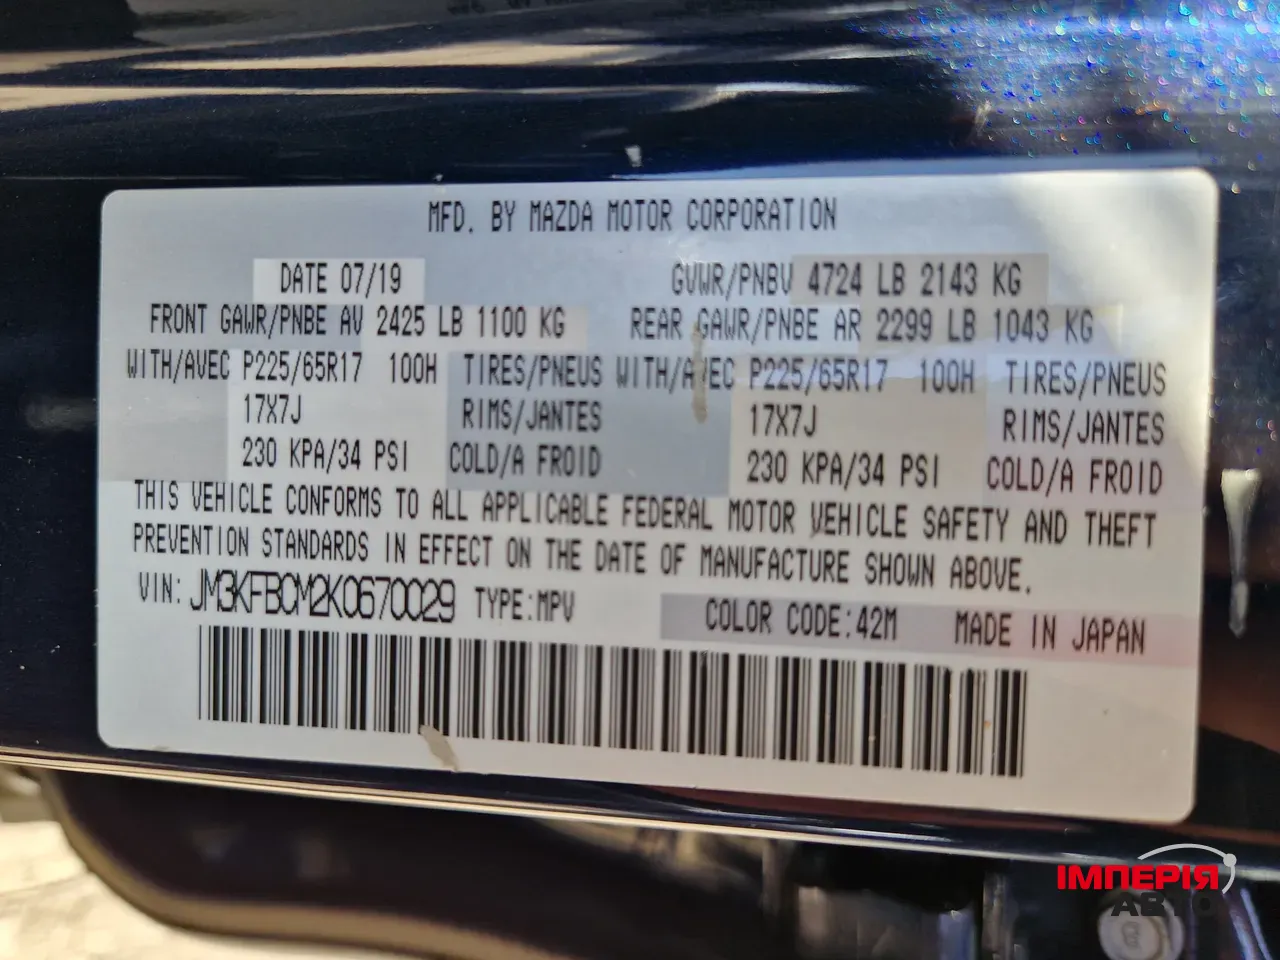 MFD. BY MAZDA MOTOR CORPORATION
DATE 07/19 GVWR/PNBV 4724 LB 2143 KG
FRONT GAWR/PNBE AV 2425 LB 1100 KG REAR GAWR/PNBE AR 2299 LB 1043 KG
WITH/AVEC P225/65R17 100H TIRES/PNEUS WITH/AVEC P225/65R17 100H TIRES/PNEUS
17X7J RIMS/JANTES 17X7J RIMS/JANTES
230 KPA/34 PSI COLD/A FROID 230 KPA/34 PSI COLD/A FROID
THIS VEHICLE CONFORMS TO ALL APPLICABLE FEDERAL MOTOR VEHICLE SAFETY AND THEFT
PREVENTION STANDARDS IN EFFECT ON THE DATE OF MANUFACTURE SHOWN ABOVE.
VIN: JM3KFBCM2K0670029 TYPE:MPV COLOR CODE:42M MADE IN JAPAN
ІМПЕРІЯ
АВТО